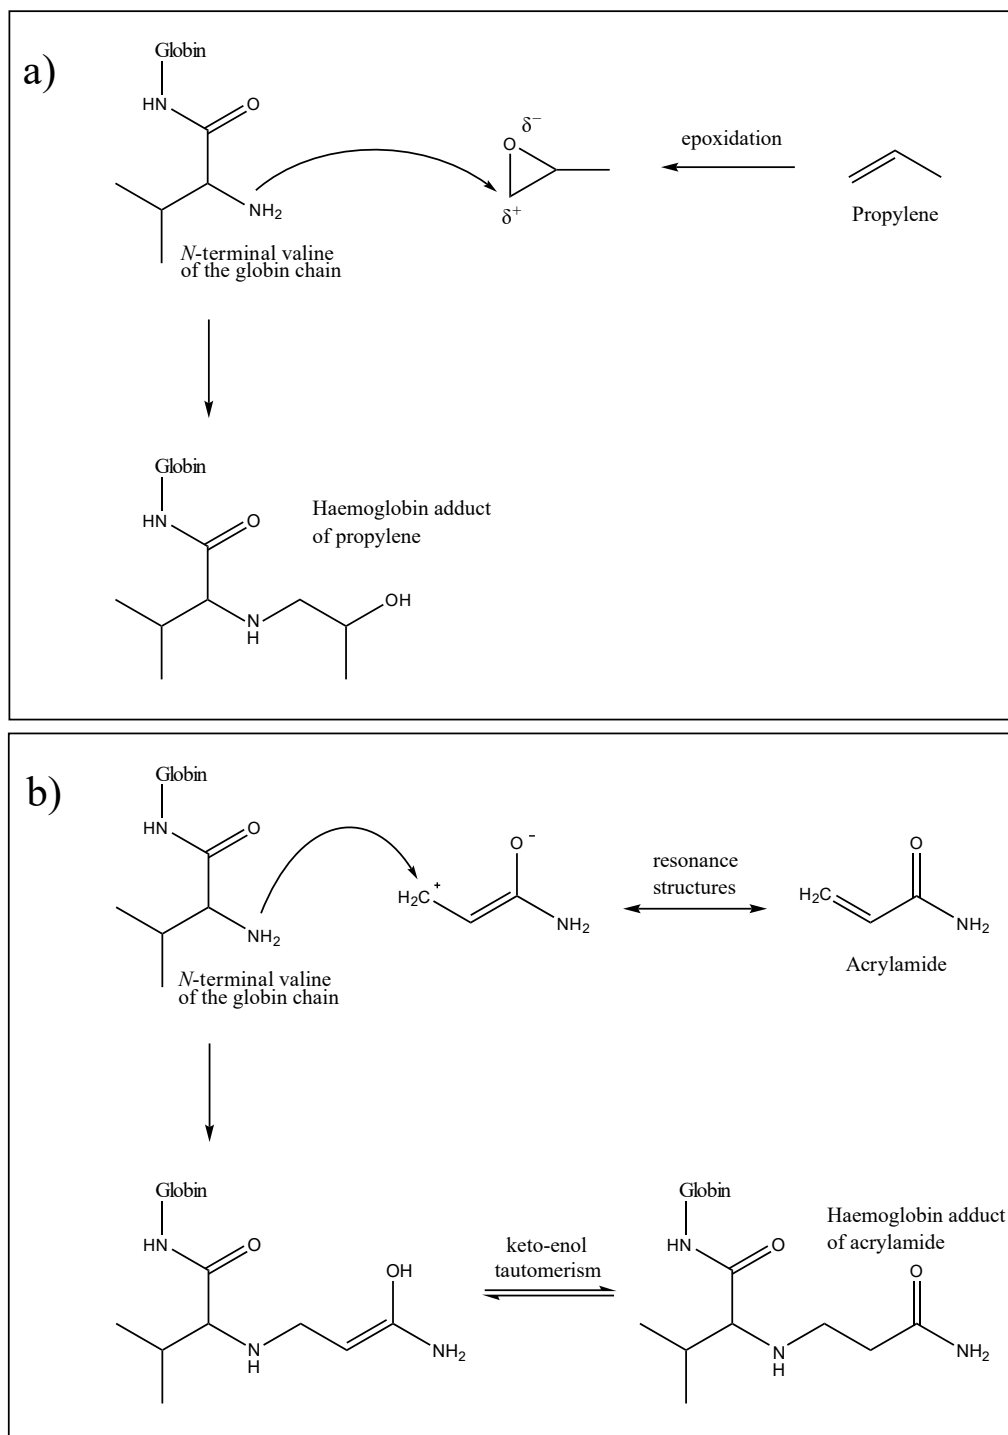 a)
Globin
HN
O
NH₂
N-terminal valine
of the globin chain
δ⁻
O
δ⁺
epoxidation
Propylene
Globin
HN
O
N
H
OH
Haemoglobin adduct
of propylene
b)
Globin
HN
O
NH₂
N-terminal valine
of the globin chain
O⁻
H₂C⁺
NH₂
resonance
structures
O
H₂C
NH₂
Acrylamide
Globin
HN
O
N
H
OH
NH₂
keto-enol
tautomerism
Globin
HN
O
N
H
O
NH₂
Haemoglobin adduct
of acrylamide